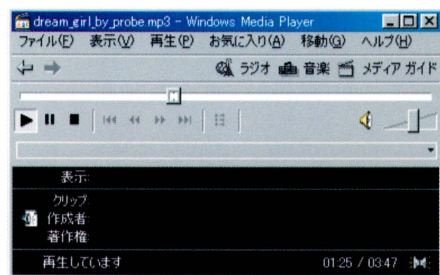 dream_girl_by_probe.mp3 - Windows Media Player
ファイル(F) 表示(V) 再生(P) お気に入り(A) 移動(G) ヘルプ(H)
ラジオ 音楽 メディア ガイド
表示:
クリップ:
作成者:
著作権:
再生しています 01:25 / 03:47